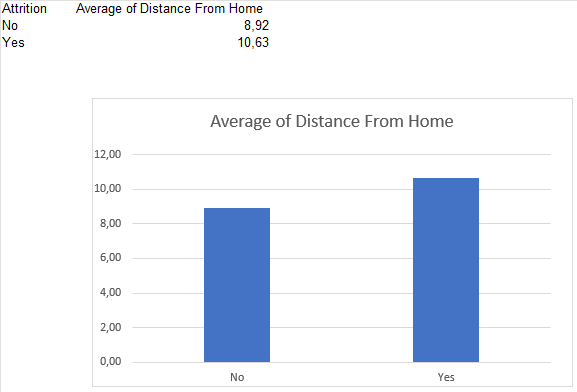 Attrition Average of Distance From Home
No 8,92
Yes 10,63
Average of Distance From Home
12,00
10,00
8,00
6,00
4,00
2,00
0,00
No Yes